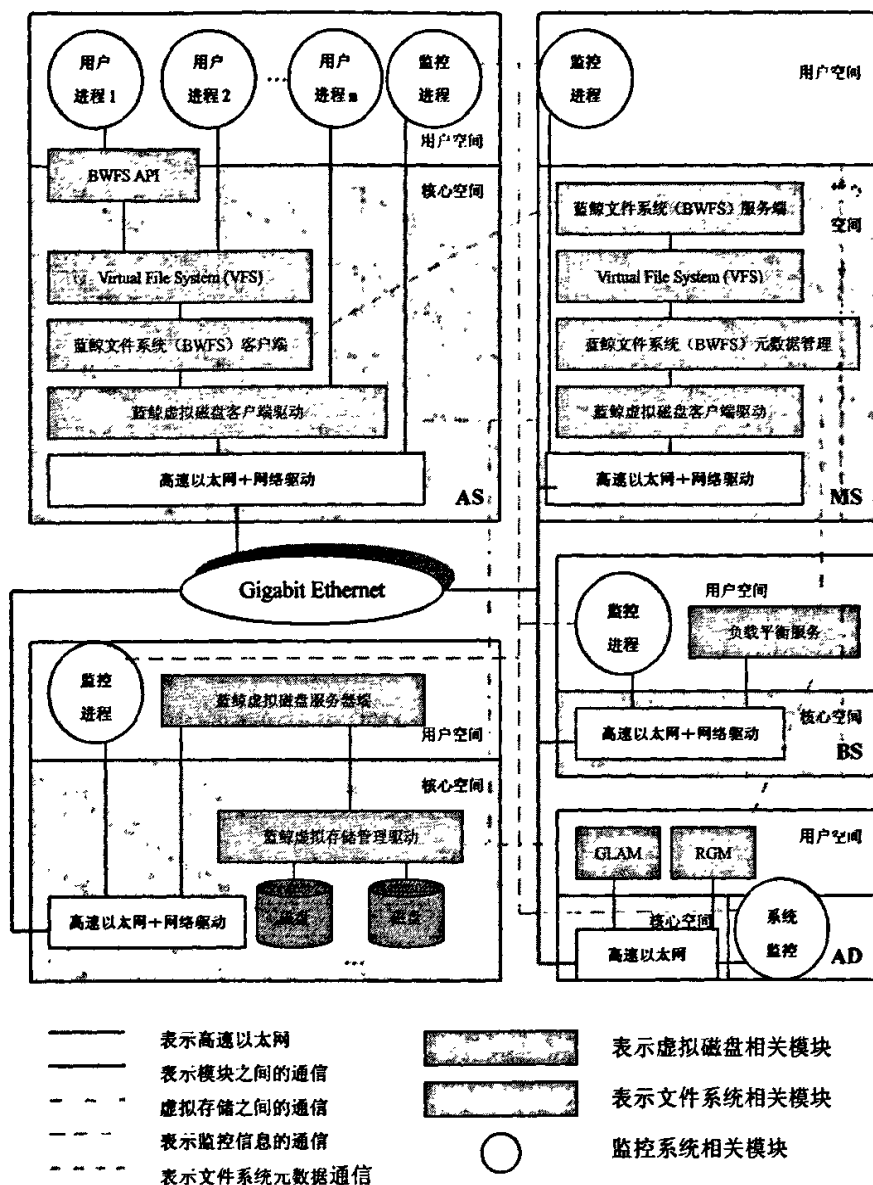 用户
进程 1
用户
进程 2
...
用户
进程 n
监控
进程
用户空间
BWFS API
核心空间
Virtual File System (VFS)
蓝鲸文件系统（BWFS）客户端
蓝鲸虚拟磁盘客户端驱动
高速以太网＋网络驱动
AS
监控
进程
用户空间
空间
蓝鲸文件系统（BWFS）服务端
Virtual File System (VFS)
蓝鲸文件系统（BWFS）元数据管理
蓝鲸虚拟磁盘客户端驱动
高速以太网＋网络驱动
MS
Gigabit Ethernet
监控
进程
用户空间
负载平衡服务
核心空间
高速以太网＋网络驱动
BS
监控
进程
蓝鲸虚拟磁盘服务器端
用户空间
核心空间
蓝鲸虚拟存储管理驱动
高速以太网＋网络驱动
磁盘
磁盘
...
用户空间
GLAM
RGM
核心空间
高速以太网
系统
监控
AD
表示高速以太网
表示模块之间的通信
虚拟存储之间的通信
表示监控信息的通信
表示文件系统元数据通信
表示虚拟磁盘相关模块
表示文件系统相关模块
监控系统相关模块